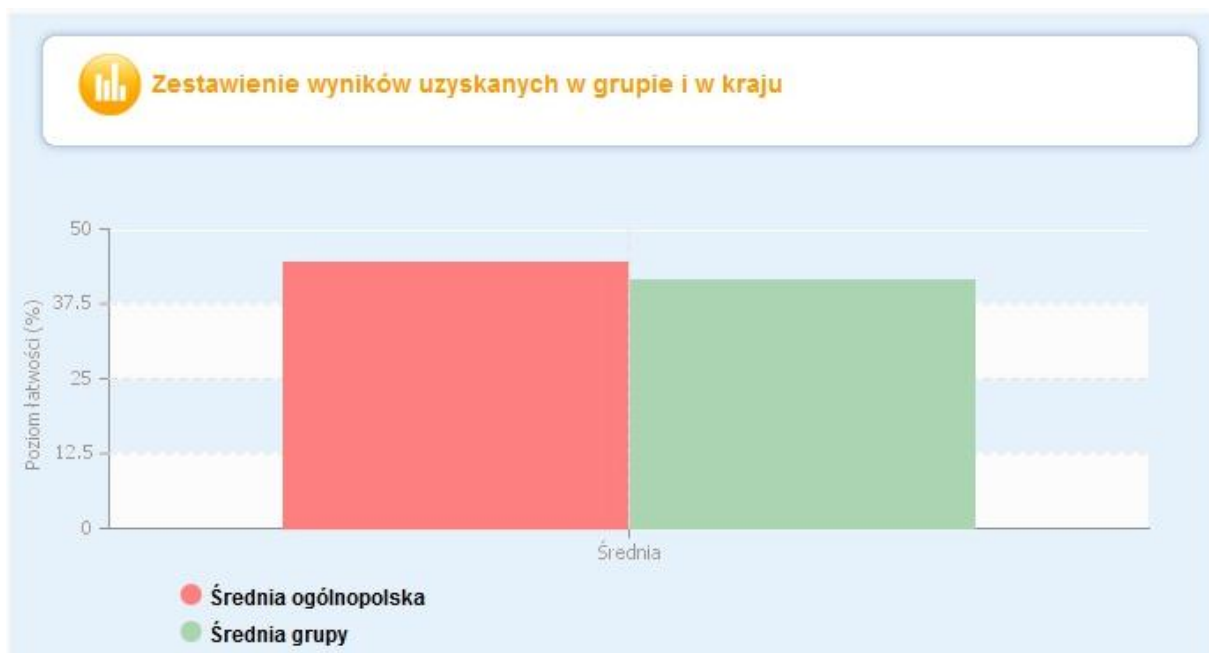 Zestawienie wyników uzyskanych w grupie i w kraju
50
37.5
25
12.5
0
Poziom łatwości (%)
Średnia
Średnia ogólnopolska
Średnia grupy